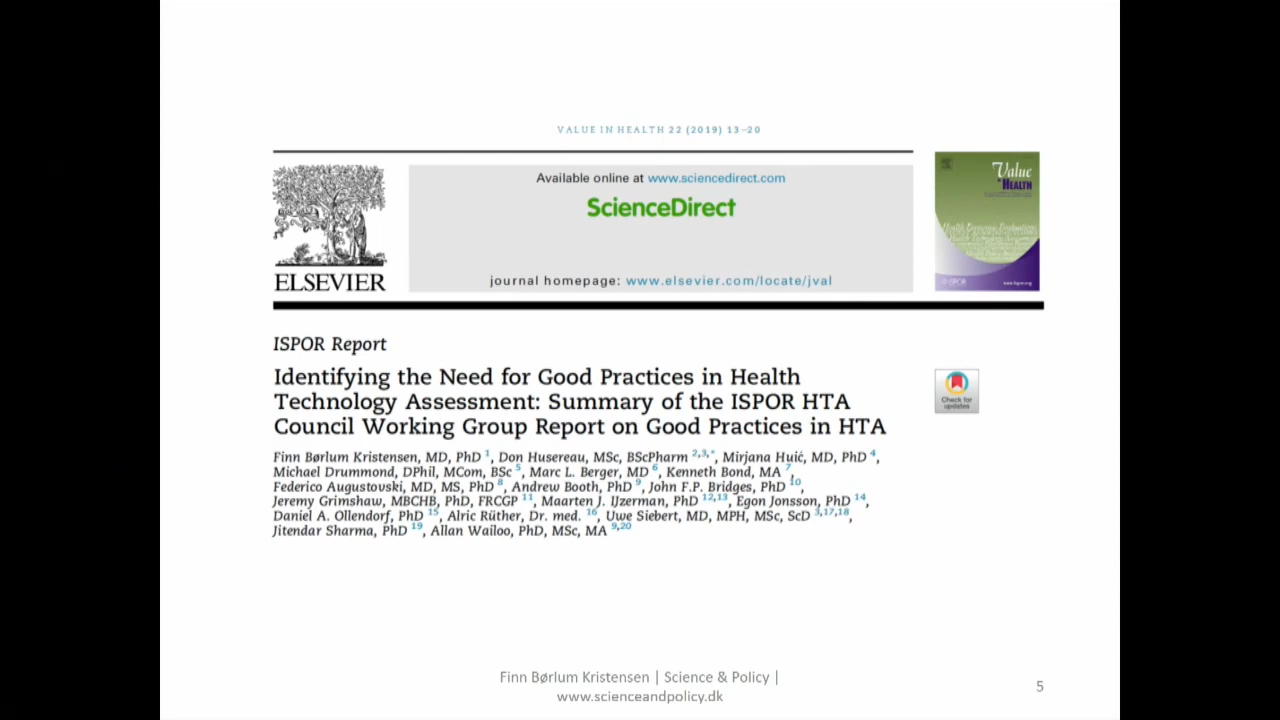 VALUE IN HEALTH 22 (2019) 13–20
Available online at www.sciencedirect.com
ScienceDirect
journal homepage: www.elsevier.com/locate/jval
ELSEVIER
Value
in HEALTH
ISPOR
ISPOR Report
Identifying the Need for Good Practices in Health
Technology Assessment: Summary of the ISPOR HTA
Council Working Group Report on Good Practices in HTA
Check for
updates
Finn Børlum Kristensen, MD, PhD 1, Don Husereau, MSc, BScPharm 2,3,*, Mirjana Huić, MD, PhD 4,
Michael Drummond, DPhil, MCom, BSc 5, Marc L. Berger, MD 6, Kenneth Bond, MA 7,
Federico Augustovski, MD, MS, PhD 8, Andrew Booth, PhD 9, John F.P. Bridges, PhD 10,
Jeremy Grimshaw, MBCHB, PhD, FRCGP 11, Maarten J. IJzerman, PhD 12,13, Egon Jonsson, PhD 14,
Daniel A. Ollendorf, PhD 15, Alric Rüther, Dr. med. 16, Uwe Siebert, MD, MPH, MSc, ScD 3,17,18,
Jitendar Sharma, PhD 19, Allan Wailoo, PhD, MSc, MA 9,20
Finn Børlum Kristensen | Science & Policy |
www.scienceandpolicy.dk
5